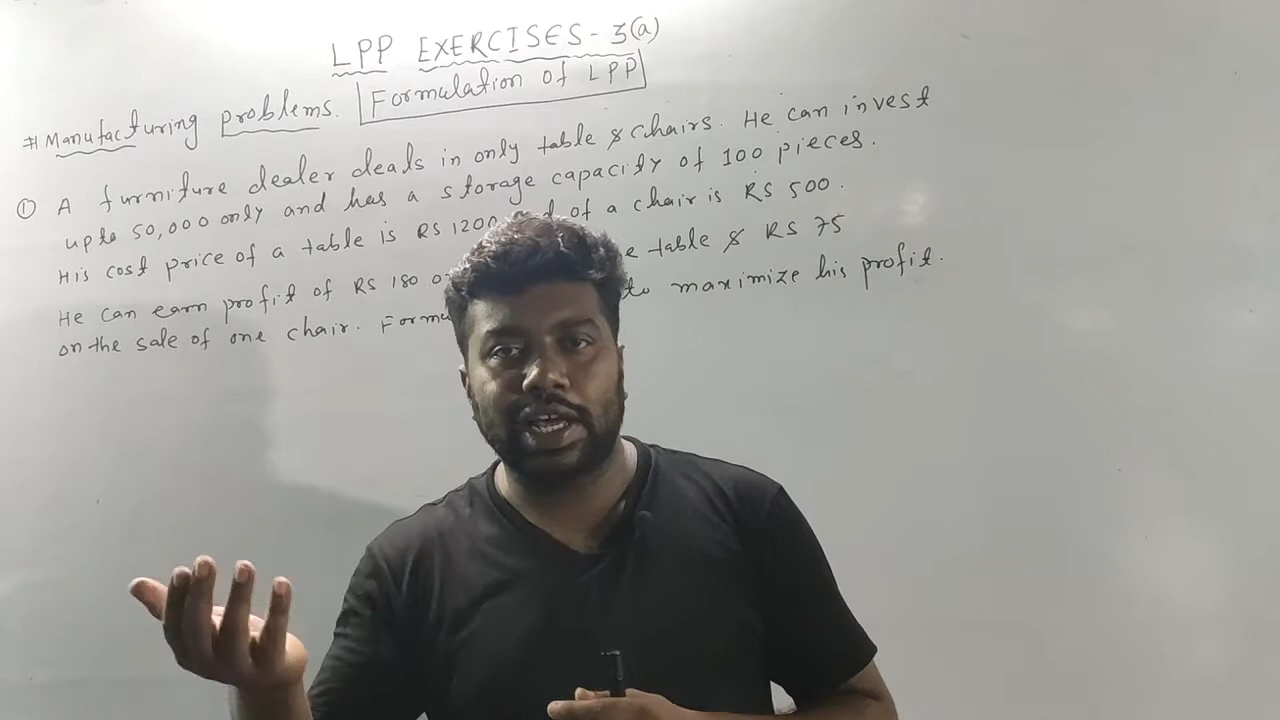 LPP EXERCISES - 3(a)
# Manufacturing problems. Formulation of LPP
① A furniture dealer deals in only table & chairs. He can invest
upto 50,000 only and has a storage capacity of 100 pieces.
His cost price of a table is RS 1200 of a chair is RS 500.
He can earn profit of RS 180 table & RS 75
on the sale of one chair. to maximize his profit.